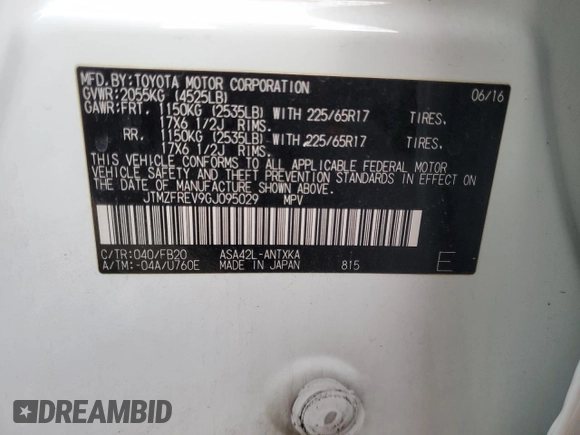 MFD.BY:TOYOTA MOTOR CORPORATION 06/16
GVWR:2055KG (4525LB)
GAWR:FRT. 1150KG (2535LB) WITH 225/65R17 TIRES.
17X6 1/2J RIMS.
RR. 1150KG (2535LB) WITH 225/65R17 TIRES.
17X6 1/2J RIMS.
THIS VEHICLE CONFORMS TO ALL APPLICABLE FEDERAL MOTOR
VEHICLE SAFETY AND THEFT PREVENTION STANDARDS IN EFFECT ON
THE DATE OF MANUFACTURE SHOWN ABOVE.
JTMZFREV9GJ095029 MPV
C/TR:040/FB20 ASA42L-ANTXKA
A/TM:-04A/U760E MADE IN JAPAN 815 E
DREAMBID